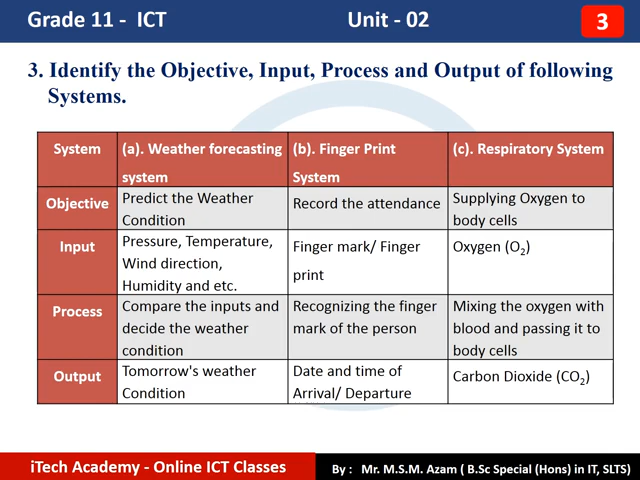 Grade 11 - ICT
Unit - 02
3
3. Identify the Objective, Input, Process and Output of following
Systems.
System
(a). Weather forecasting
system
(b). Finger Print
System
(c). Respiratory System
Objective
Predict the Weather
Condition
Record the attendance
Supplying Oxygen to
body cells
Input
Pressure, Temperature,
Wind direction,
Humidity and etc.
Finger mark/ Finger
print
Oxygen (O₂)
Process
Compare the inputs and
decide the weather
condition
Recognizing the finger
mark of the person
Mixing the oxygen with
blood and passing it to
body cells
Output
Tomorrow's weather
Condition
Date and time of
Arrival/ Departure
Carbon Dioxide (CO₂)
iTech Academy - Online ICT Classes
By : Mr. M.S.M. Azam ( B.Sc Special (Hons) in IT, SLTS)